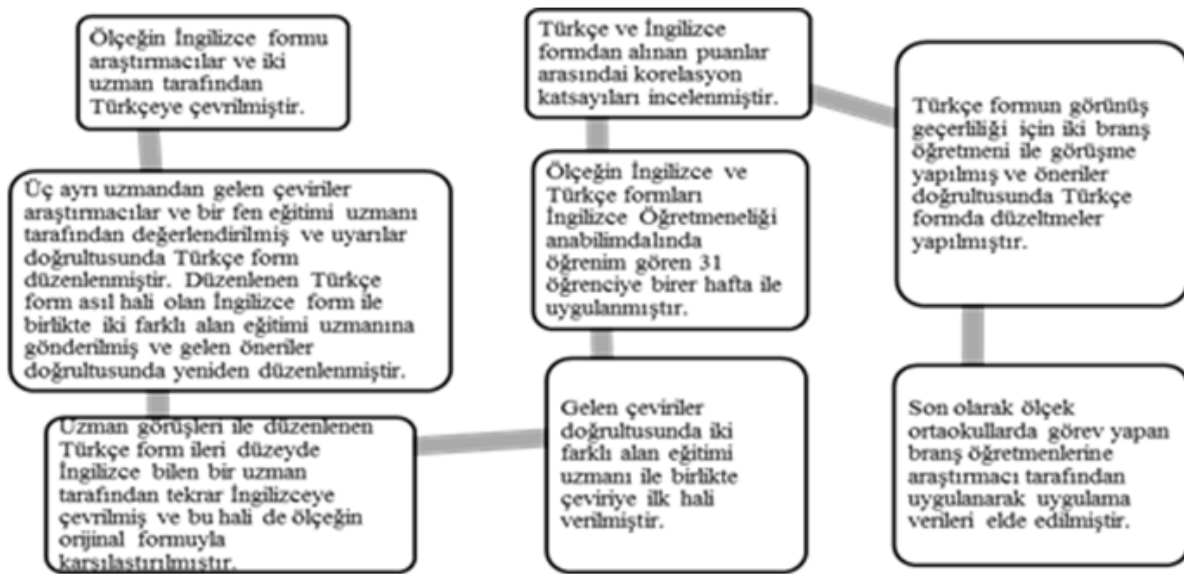 Ölçeğin İngilizce formu
araştırmacılar ve iki
uzman tarafından
Türkçeye çevrilmiştir.
Üç ayrı uzmandan gelen çeviriler
araştırmacılar ve bir fen eğitimi uzmanı
tarafından değerlendirilmiş ve uyarılar
doğrultusunda Türkçe form
düzenlenmiştir. Düzenlenen Türkçe
form asıl hali olan İngilizce form ile
birlikte iki farklı alan eğitimi uzmanına
gönderilmiş ve gelen öneriler
doğrultusunda yeniden düzenlenmiştir.
Uzman görüşleri ile düzenlenen
Türkçe form ileri düzeyde
İngilizce bilen bir uzman
tarafından tekrar İngilizceye
çevrilmiş ve bu hali de ölçeğin
orijinal formuyla
karşılaştırılmıştır.
Gelen çeviriler
doğrultusunda iki
farklı alan eğitimi
uzmanı ile birlikte
çeviriye ilk hali
verilmiştir.
Ölçeğin İngilizce ve
Türkçe formları
İngilizce Öğretmeneliği
anabilimdalında
öğrenim gören 31
öğrenciye birer hafta ile
uygulanmıştır.
Türkçe ve İngilizce
formdan alınan puanlar
arasındai korelasyon
katsayıları incelenmiştir.
Türkçe formun görünüş
geçerliliği için iki branş
öğretmeni ile görüşme
yapılmış ve öneriler
doğrultusunda Türkçe
formda düzeltmeler
yapılmıştır.
Son olarak ölçek
ortaokullarda görev yapan
branş öğretmenlerine
araştırmacı tarafından
uygulanarak uygulama
verileri elde edilmiştir.